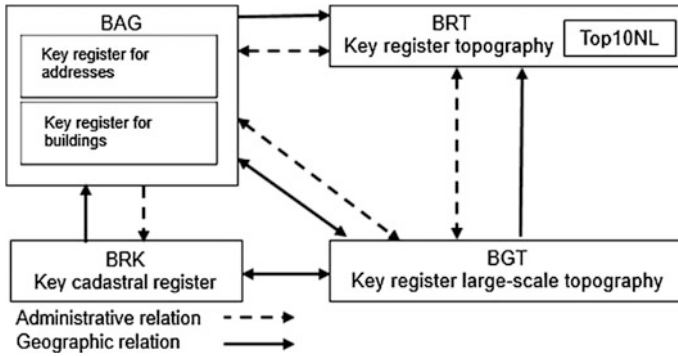 BAG
Key register for
addresses
Key register for
buildings
BRT
Key register topography
Top10NL
BRK
Key cadastral register
BGT
Key register large-scale topography
Administrative relation
Geographic relation